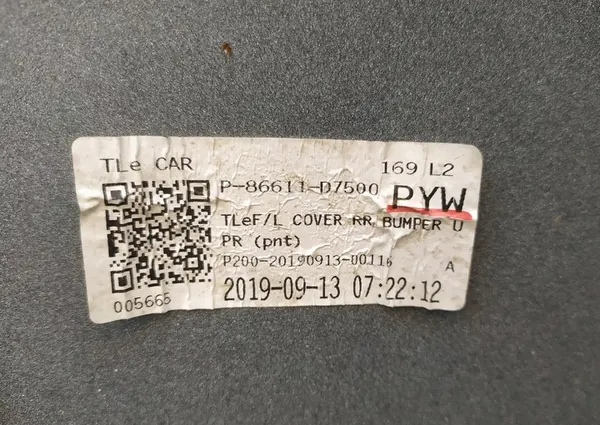 TLe CAR 169 L2
P-86611-D7500 PYW
TLeF/L COVER RR BUMPER U
PR (pnt)
P200-20190913-00116 A
2019-09-13 07:22:12
005665